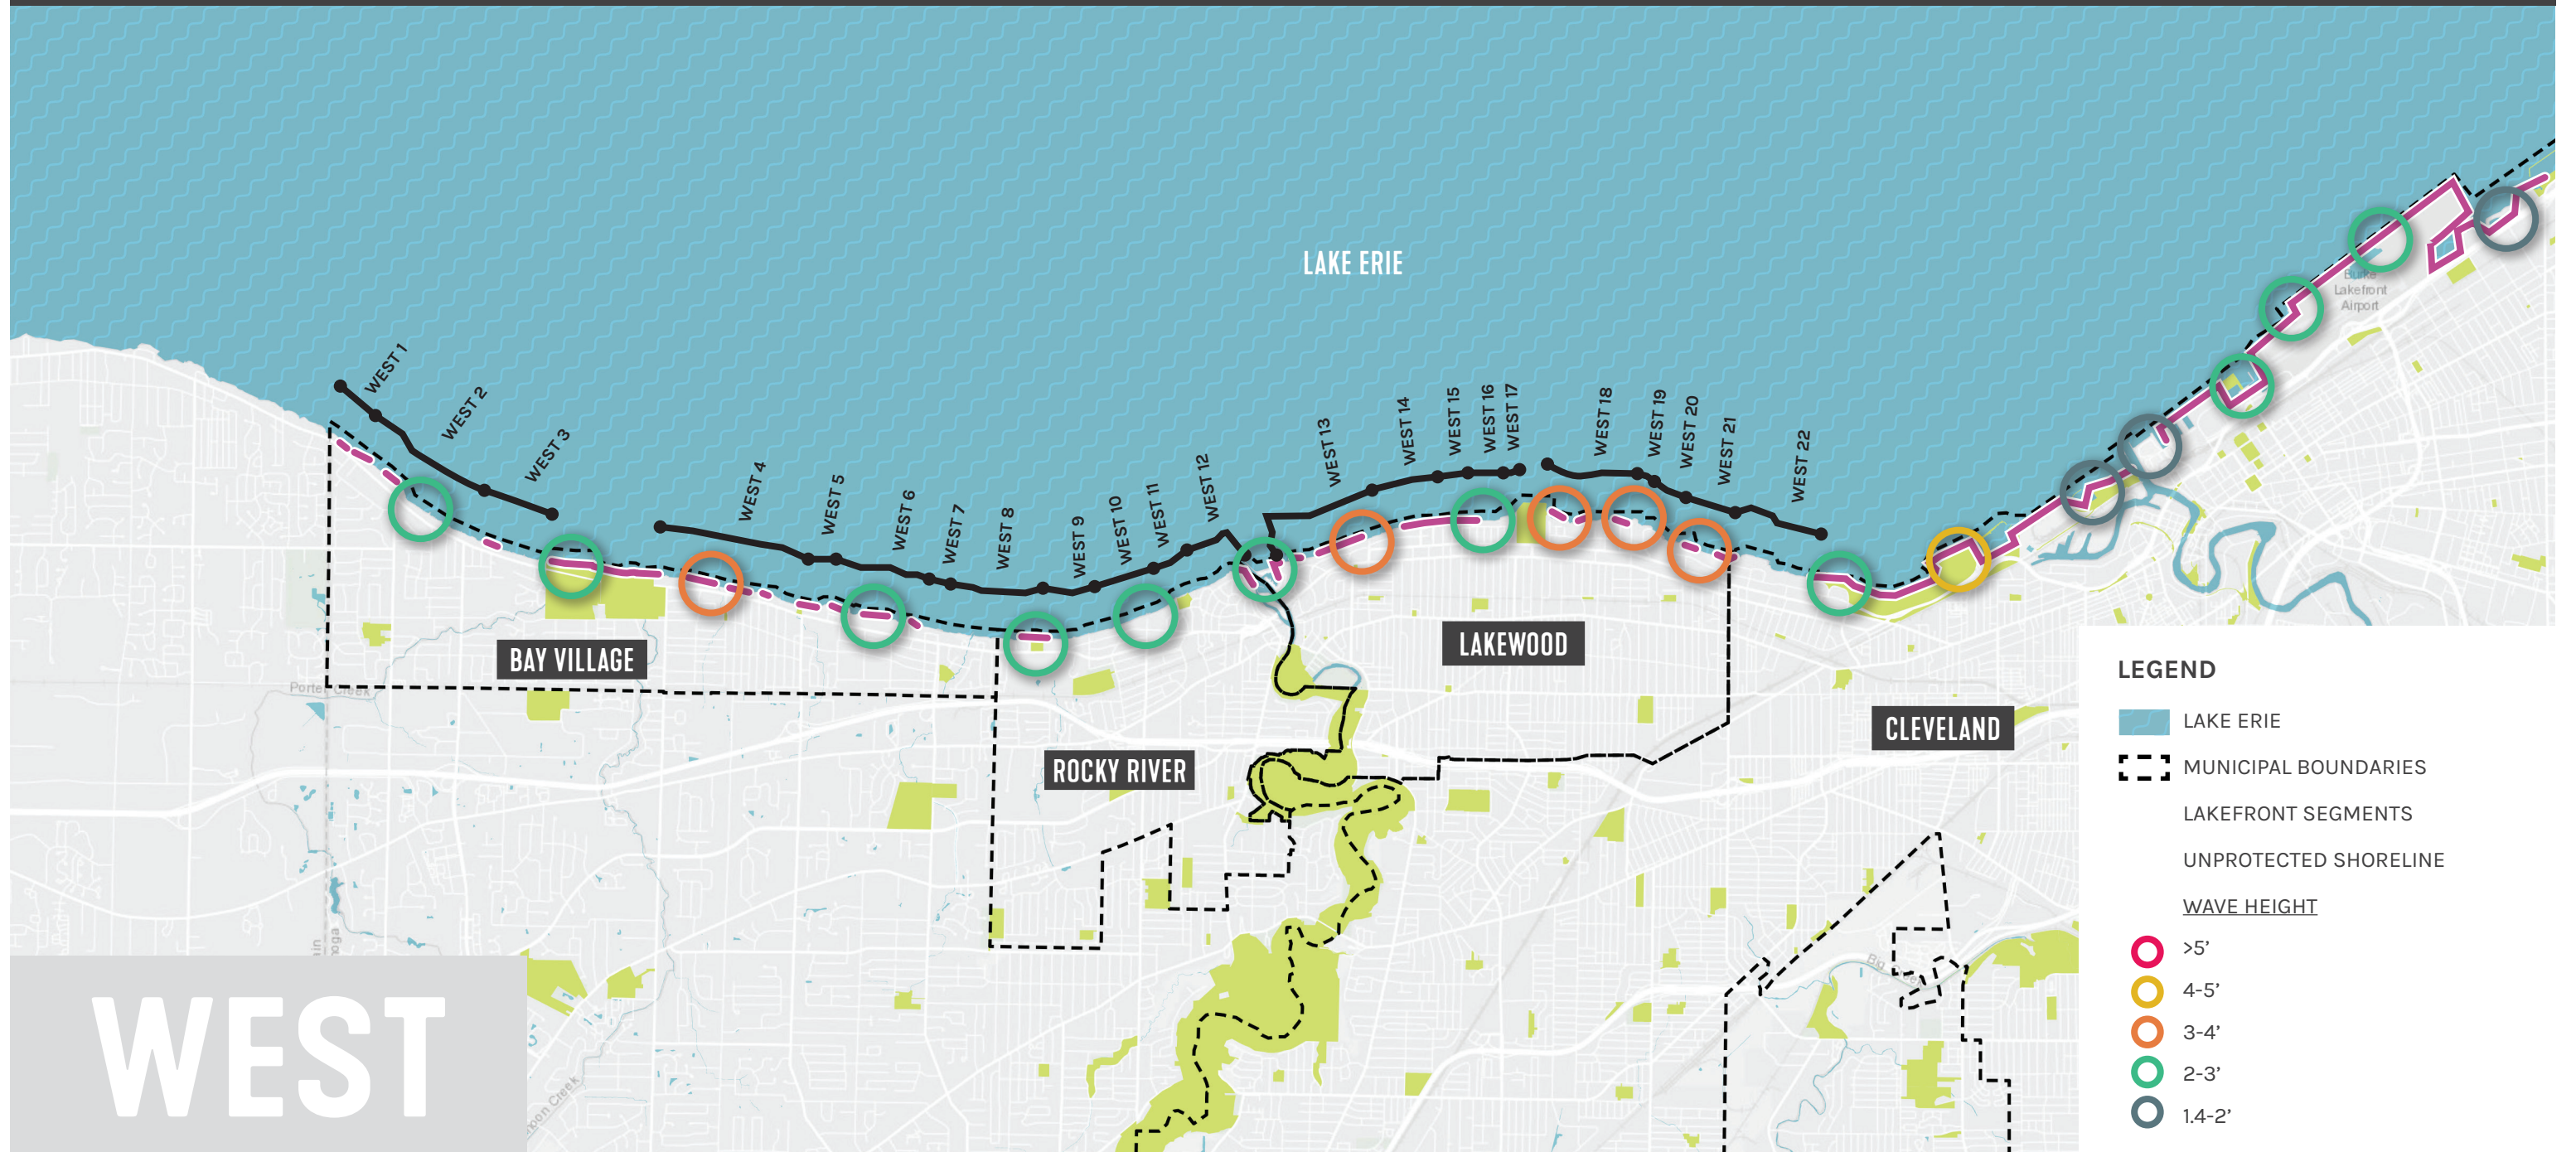 LAKE ERIE
Burke
Lakefront
Airport
WEST 1
WEST 2
WEST 3
WEST 4
WEST 5
WEST 6
WEST 7
WEST 8
WEST 9
WEST 10
WEST 11
WEST 12
WEST 13
WEST 14
WEST 15
WEST 16
WEST 17
WEST 18
WEST 19
WEST 20
WEST 21
WEST 22
BAY VILLAGE
LAKEWOOD
Porter Creek
ROCKY RIVER
CLEVELAND
Big
WEST
LEGEND
LAKE ERIE
MUNICIPAL BOUNDARIES
LAKEFRONT SEGMENTS
UNPROTECTED SHORELINE
WAVE HEIGHT
>5’
4-5’
3-4’
2-3’
1.4-2’